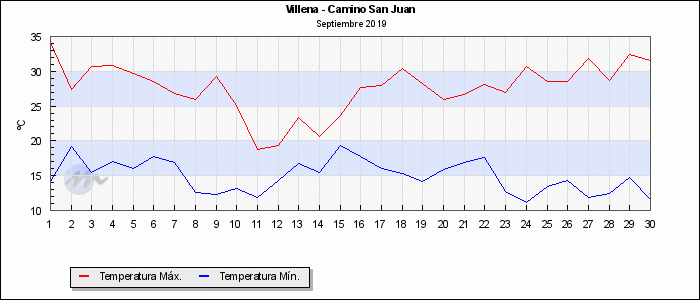 Villena - Camino San Juan
Septiembre 2019
35
30
25
20
15
10
ºC
1 2 3 4 5 6 7 8 9 10 11 12 13 14 15 16 17 18 19 20 21 22 23 24 25 26 27 28 29 30
Temperatura Máx. Temperatura Mín.